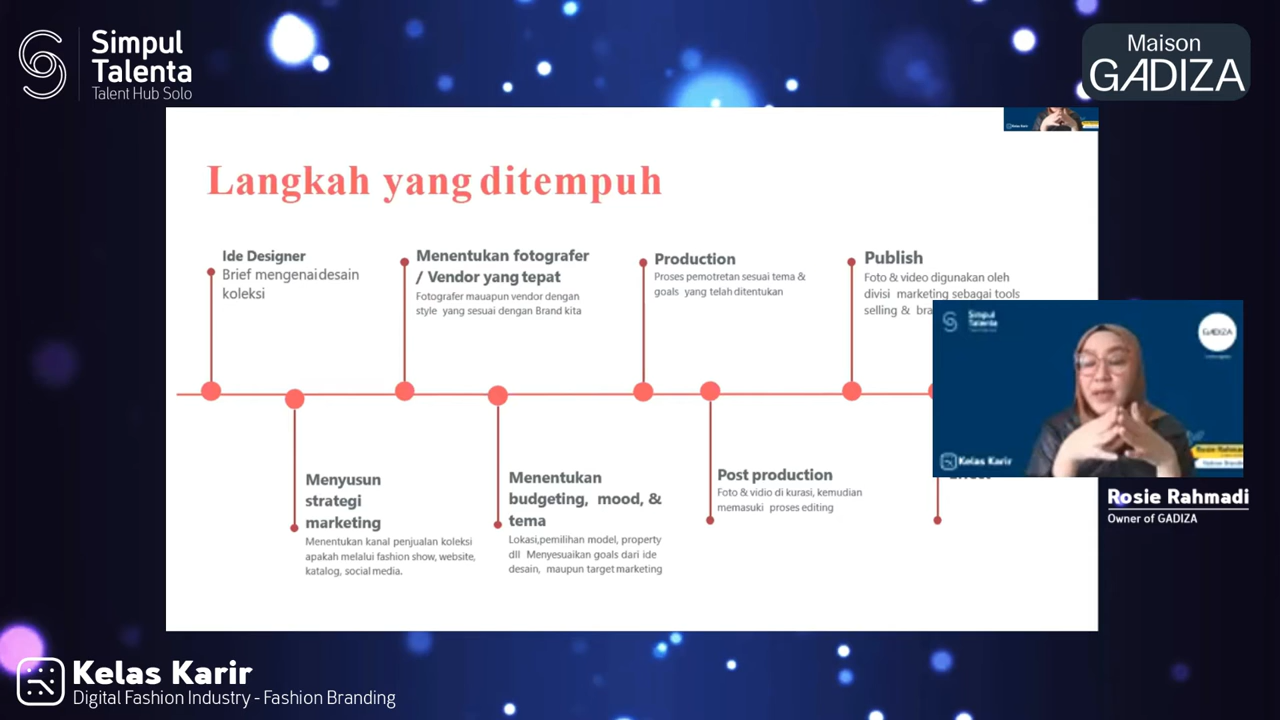 Simpul
Talenta
Talent Hub Solo
Maison
GADIZA
Langkah yang ditempuh
Ide Designer
Brief mengenai desain
koleksi
Menentukan fotografer
/ Vendor yang tepat
Fotografer mauapun vendor dengan
style yang sesuai dengan Brand kita
Production
Proses pemotretan sesuai tema &
goals yang telah ditentukan
Publish
Foto & video digunakan oleh
divisi marketing sebagai tools
selling &
Menyusun
strategi
marketing
Menentukan kanal penjualan koleksi
apakah melalui fashion show, website,
katalog, social media.
Menentukan
budgeting, mood, &
tema
Lokasi,pemilihan model, property
dll Menyesuaikan goals dari ide
desain, maupun target marketing
Post production
Foto & vidio di kurasi, kemudian
memasuki proses editing
Simpul
Talenta
GADIZA
Kelas Karir
Rosie Rahmadi
Owner of GADIZA
Kelas Karir
Digital Fashion Industry - Fashion Branding